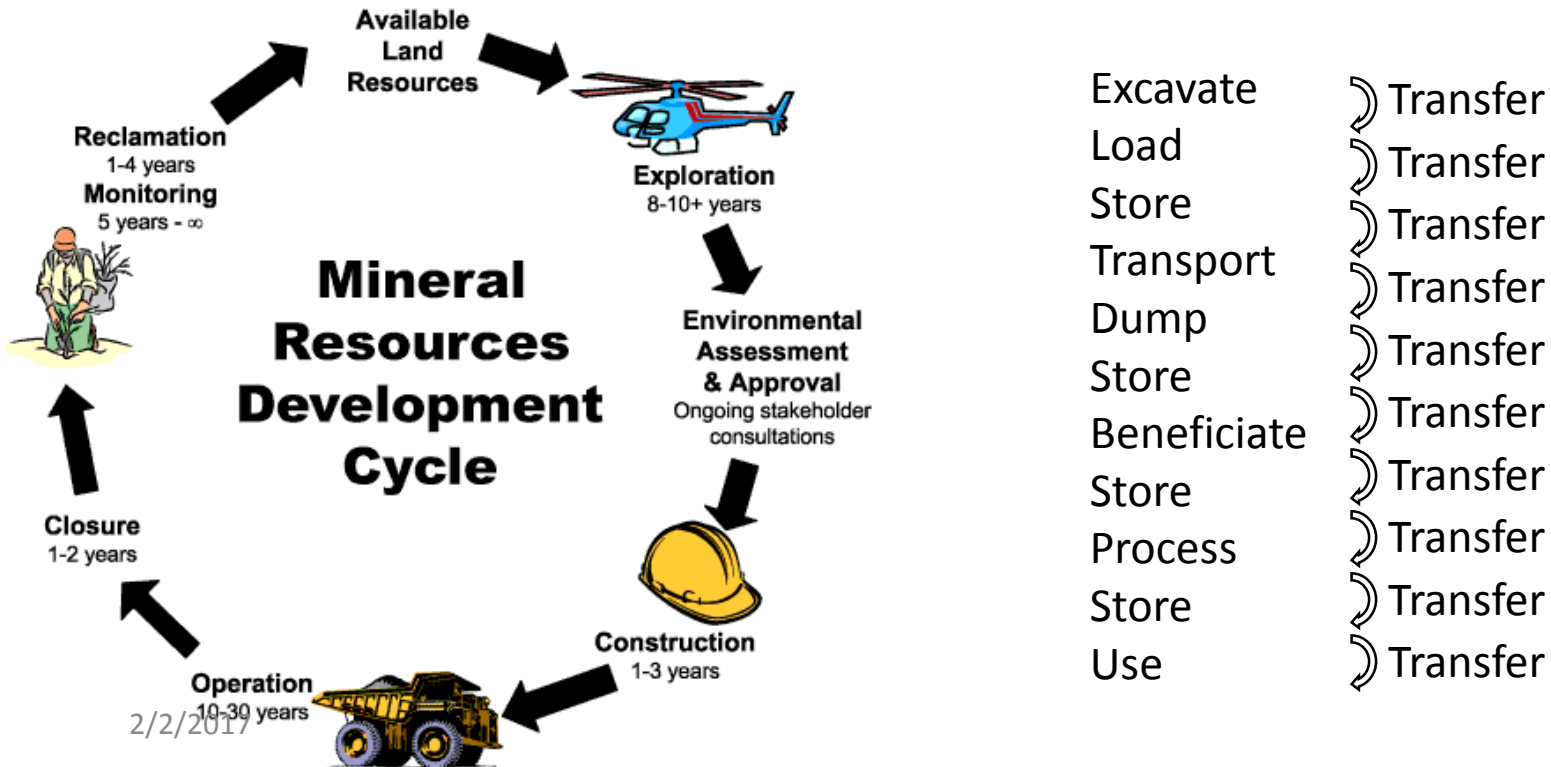 Available
Land
Resources
Exploration
8-10+ years
Environmental
Assessment
& Approval
Ongoing stakeholder
consultations
Construction
1-3 years
Operation
10-30 years
2/2/2017
Closure
1-2 years
Reclamation
1-4 years
Monitoring
5 years - ∞
Mineral
Resources
Development
Cycle
Excavate
Load
Store
Transport
Dump
Store
Beneficiate
Store
Process
Store
Use
Transfer
Transfer
Transfer
Transfer
Transfer
Transfer
Transfer
Transfer
Transfer
Transfer